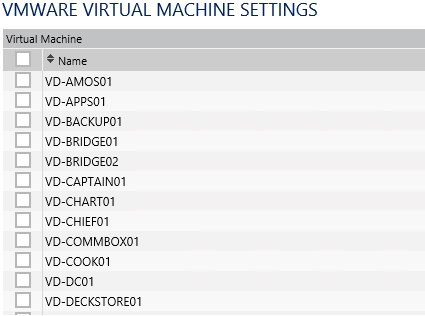 VMWARE VIRTUAL MACHINE SETTINGS
Virtual Machine
Name
VD-AMOS01
VD-APPS01
VD-BACKUP01
VD-BRIDGE01
VD-BRIDGE02
VD-CAPTAIN01
VD-CHART01
VD-CHIEF01
VD-COMMBOX01
VD-COOK01
VD-DC01
VD-DECKSTORE01